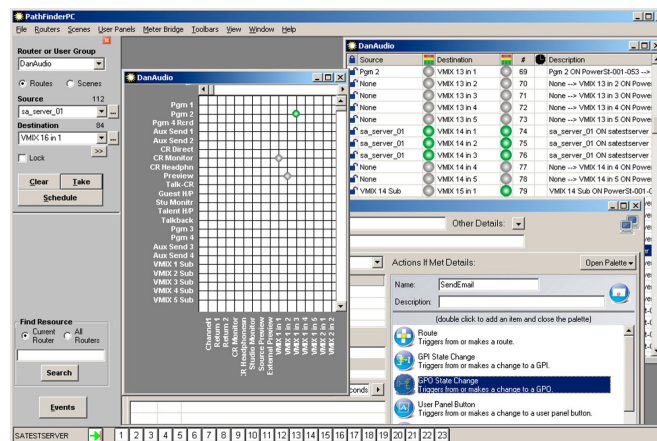 PathFinderPC
File Routers Scenes User Panels Meter Bridge Toolbars View Window Help
Router or User Group
DanAudio
Routes Scenes
Source 112
sa_server_01 ...
Destination 84
VMIX 16 in 1 ...
>>
Lock
Clear Take
Schedule
Find Resource
Current Router All Routers
Search
Events
DanAudio
Pgm 1
Pgm 2
Pgm 4 Rcrd
Aux Send 1
Aux Send 2
CR Direct
CR Monitor
CR Headphn
Preview
Talk-CR
Guest H/P
Stu Monitr
Talent H/P
Talkback
Pgm 3
Pgm 4
Aux Send 3
Aux Send 4
VMIX 1 Sub
VMIX 2 Sub
VMIX 3 Sub
VMIX 4 Sub
VMIX 5 Sub
Channel1
Return 1
Return 2
CR Monitor
CR Headphonesn
Studio Monitor
Source Preview
External Preview
VMIX 1 in 1
VMIX 1 in 2
VMIX 1 in 3
VMIX 1 in 4
VMIX 1 in 5
VMIX 2 in 1
VMIX 2 in 2
DanAudio
Source Destination # Description
Pgm 2 VMIX 13 in 1 69 Pgm 2 ON PowerSt-001-053 -->
None VMIX 13 in 2 70 None --> VMIX 13 in 2 ON Power
None VMIX 13 in 3 71 None --> VMIX 13 in 3 ON Power
None VMIX 13 in 4 72 None --> VMIX 13 in 4 ON Power
None VMIX 13 in 5 73 None --> VMIX 13 in 5 ON Power
sa_server_01 VMIX 14 in 1 74 sa_server_01 ON satestserver
sa_server_01 VMIX 14 in 2 75 sa_server_01 ON satestserver
sa_server_01 VMIX 14 in 3 76 sa_server_01 ON satestserver
None VMIX 14 in 4 77 None --> VMIX 14 in 4 ON Power
None VMIX 14 in 5 78 None --> VMIX 14 in 5 ON Power
VMIX 14 Sub VMIX 15 in 1 79 VMIX 14 Sub ON PowerSt-001-0
Other Details:
Actions If Met Details: Open Palette
Name: SendEmail
Description:
(double click to add an item and close the palette)
Route
Triggers from or makes a route.
GPI State Change
Triggers from or makes a change to a GPI.
GPO State Change
Triggers from or makes a change to a GPO.
User Panel Button
Triggers from or makes a change to a user panel button.
conds
SATESTSERVER 1 2 3 4 5 6 7 8 9 10 11 12 13 14 15 16 17 18 19 20 21 22 23